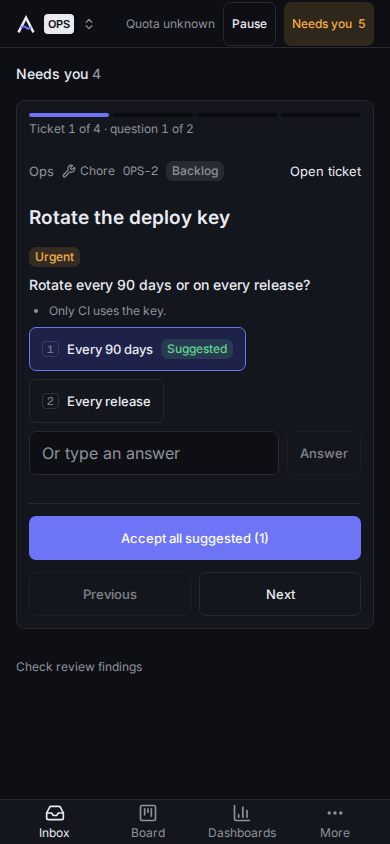 OPS Quota unknown Pause Needs you 5
Needs you 4
Ticket 1 of 4 · question 1 of 2
Ops Chore OPS-2 Backlog Open ticket
Rotate the deploy key
Urgent
Rotate every 90 days or on every release?
• Only CI uses the key.
1 Every 90 days Suggested
2 Every release
Or type an answer Answer
Accept all suggested (1)
Previous Next
Check review findings
Inbox Board Dashboards More